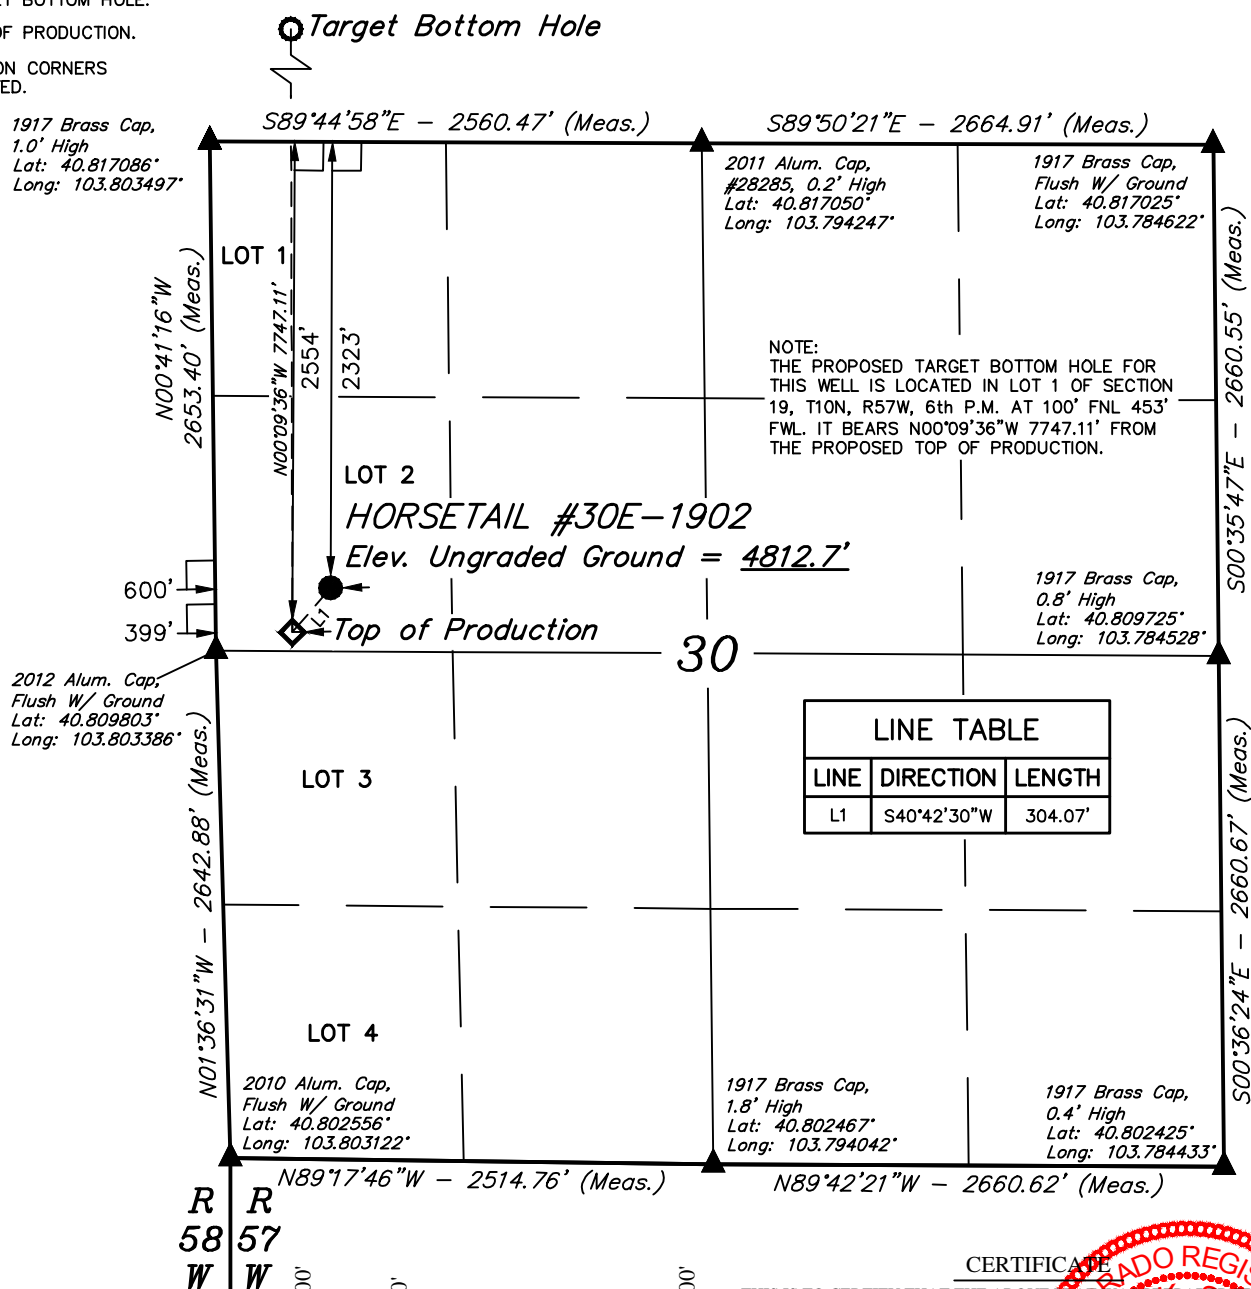 T BOTTOM HOLE.
OF PRODUCTION.
ON CORNERS
TED.
Target Bottom Hole
S89°44'58"E - 2560.47' (Meas.)
S89°50'21"E - 2664.91' (Meas.)
1917 Brass Cap,
1.0' High
Lat: 40.817086°
Long: 103.803497°
2011 Alum. Cap,
#28285, 0.2' High
Lat: 40.817050°
Long: 103.794247°
1917 Brass Cap,
Flush W/ Ground
Lat: 40.817025°
Long: 103.784622°
LOT 1
N00°41'16"W
2653.40' (Meas.)
N00°09'36"W 7747.11'
2554'
2323'
S00°35'47"E - 2660.55' (Meas.)
NOTE:
THE PROPOSED TARGET BOTTOM HOLE FOR
THIS WELL IS LOCATED IN LOT 1 OF SECTION
19, T10N, R57W, 6th P.M. AT 100' FNL 453'
FWL. IT BEARS N00°09'36"W 7747.11' FROM
THE PROPOSED TOP OF PRODUCTION.
LOT 2
HORSETAIL #30E-1902
Elev. Ungraded Ground = 4812.7'
600'
399'
L1
Top of Production
30
1917 Brass Cap,
0.8' High
Lat: 40.809725°
Long: 103.784528°
2012 Alum. Cap,
Flush W/ Ground
Lat: 40.809803°
Long: 103.803386°
LINE TABLE
LINE DIRECTION LENGTH
L1 S40°42'30"W 304.07'
LOT 3
N01°36'31"W - 2642.88' (Meas.)
S00°36'24"E - 2660.67' (Meas.)
LOT 4
2010 Alum. Cap,
Flush W/ Ground
Lat: 40.802556°
Long: 103.803122°
1917 Brass Cap,
1.8' High
Lat: 40.802467°
Long: 103.794042°
1917 Brass Cap,
0.4' High
Lat: 40.802425°
Long: 103.784433°
N89°17'46"W - 2514.76' (Meas.)
N89°42'21"W - 2660.62' (Meas.)
R R
58 57
W W
00'
0'
00'
CERTIFICATE
RADO REGIS